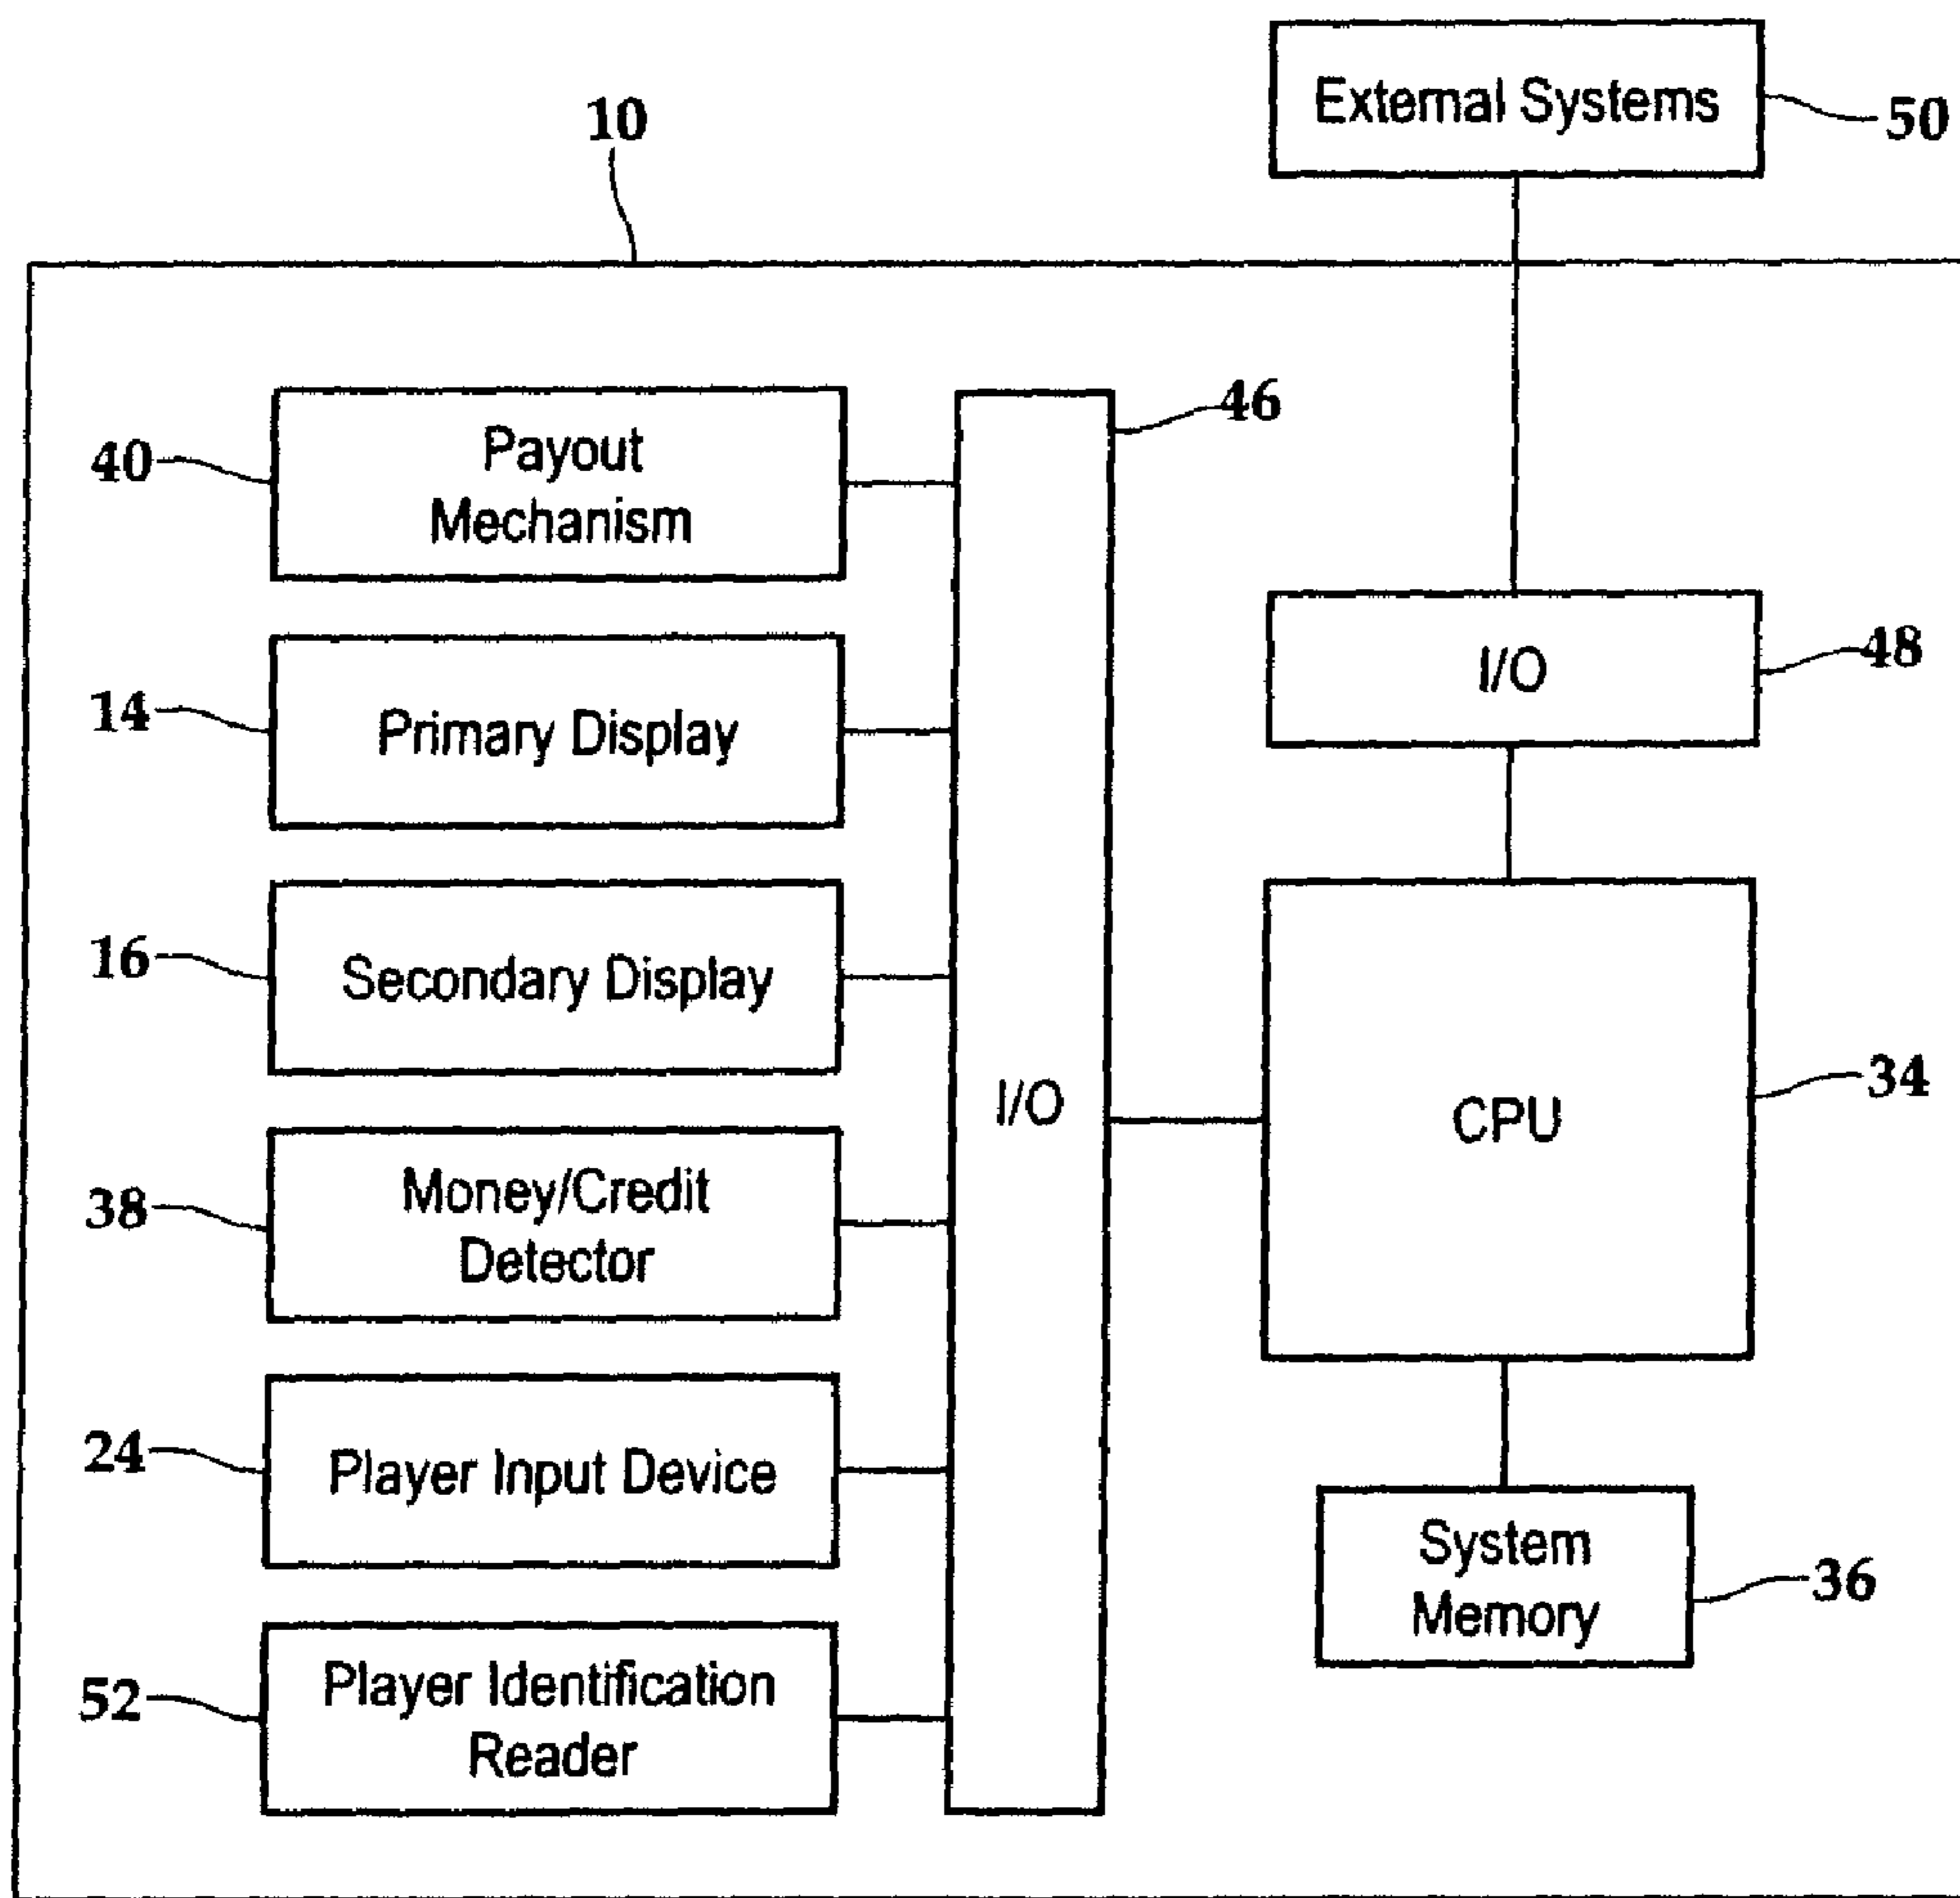 External Systems
50
10
46
40
Payout
Mechanism
I/O
48
14
Primary Display
16
Secondary Display
I/O
CPU
34
38
Money/Credit
Detector
24
Player Input Device
System
Memory
36
52
Player Identification
Reader